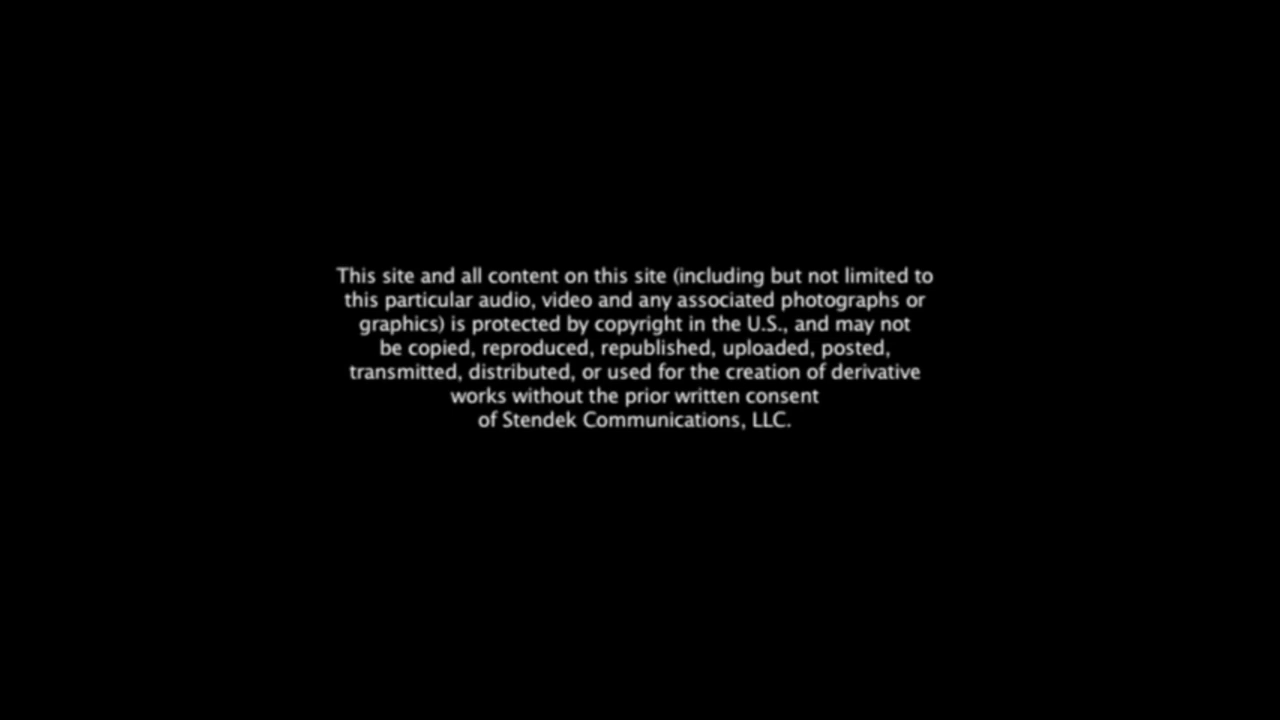 This site and all content on this site (including but not limited to
this particular audio, video and any associated photographs or
graphics) is protected by copyright in the U.S., and may not
be copied, reproduced, republished, uploaded, posted,
transmitted, distributed, or used for the creation of derivative
works without the prior written consent
of Stendek Communications, LLC.